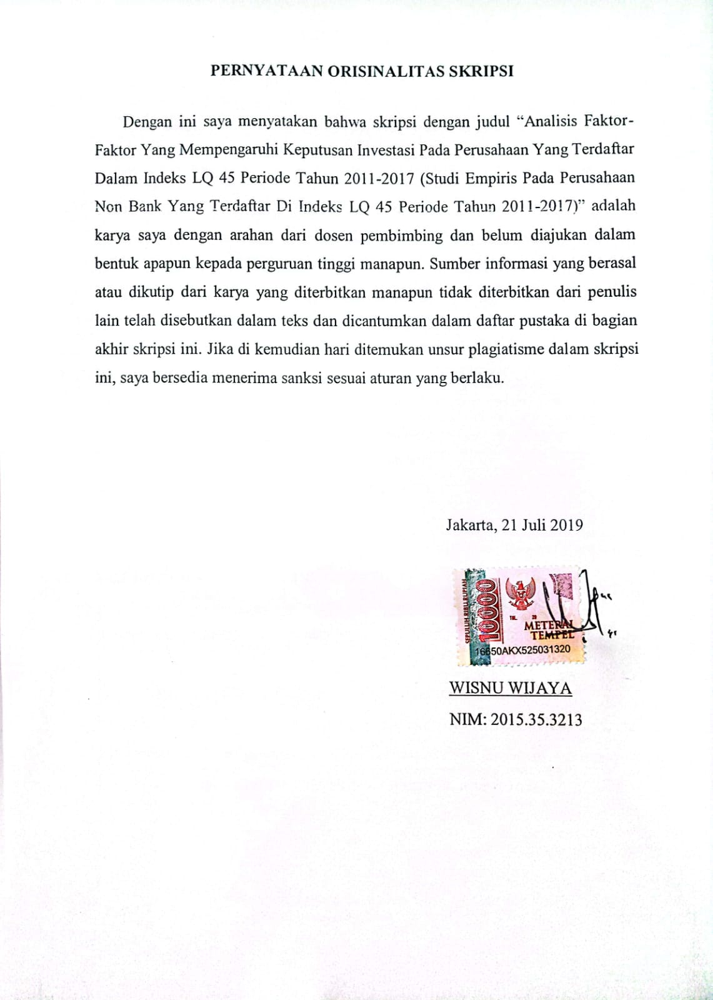 PERNYATAAN ORISINALITAS SKRIPSI
Dengan ini saya menyatakan bahwa skripsi dengan judul “Analisis Faktor-
Faktor Yang Mempengaruhi Keputusan Investasi Pada Perusahaan Yang Terdaftar
Dalam Indeks LQ 45 Periode Tahun 2011-2017 (Studi Empiris Pada Perusahaan
Non Bank Yang Terdaftar Di Indeks LQ 45 Periode Tahun 2011-2017)” adalah
karya saya dengan arahan dari dosen pembimbing dan belum diajukan dalam
bentuk apapun kepada perguruan tinggi manapun. Sumber informasi yang berasal
atau dikutip dari karya yang diterbitkan manapun tidak diterbitkan dari penulis
lain telah disebutkan dalam teks dan dicantumkan dalam daftar pustaka di bagian
akhir skripsi ini. Jika di kemudian hari ditemukan unsur plagiatisme dalam skripsi
ini, saya bersedia menerima sanksi sesuai aturan yang berlaku.
Jakarta, 21 Juli 2019
SEPULUH RIBU RUPIAH
10000
TGL. 20
METERAI
TEMPEL
16650AKX525031320
WISNU WIJAYA
NIM: 2015.35.3213